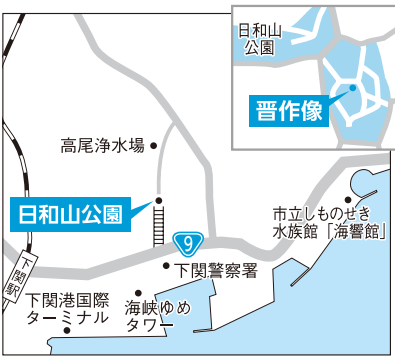 日和山
公園
晋作像
高尾浄水場
日和山公園
市立しものせき
水族館「海響館」
9
下関警察署
下関駅
下関港国際
ターミナル
海峡ゆめ
タワー